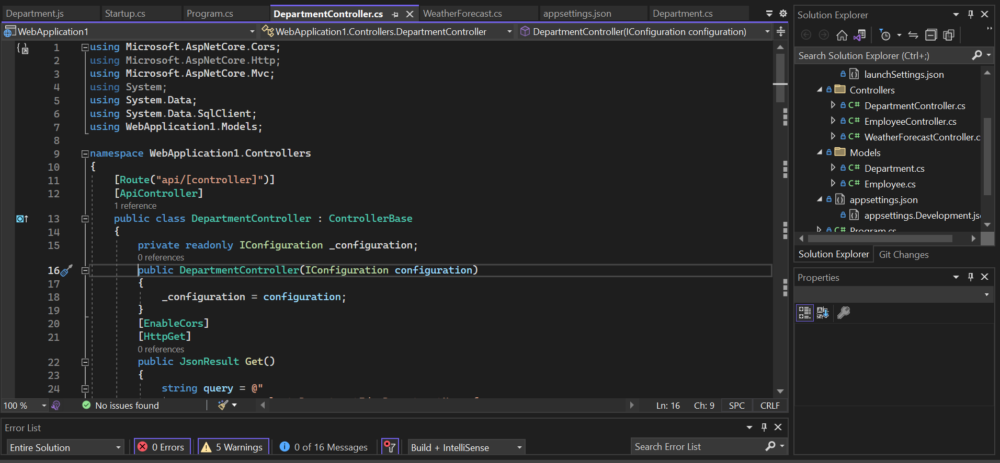 Department.js Startup.cs Program.cs DepartmentController.cs WeatherForecast.cs appsettings.json Department.cs
WebApplication1 WebApplication1.Controllers.DepartmentController DepartmentController(IConfiguration configuration)
1 using Microsoft.AspNetCore.Cors;
2 using Microsoft.AspNetCore.Http;
3 using Microsoft.AspNetCore.Mvc;
4 using System;
5 using System.Data;
6 using System.Data.SqlClient;
7 using WebApplication1.Models;
8
9 namespace WebApplication1.Controllers
10 {
11 [Route("api/[controller]")]
12 [ApiController]
1 reference
13 public class DepartmentController : ControllerBase
14 {
15 private readonly IConfiguration _configuration;
0 references
16 public DepartmentController(IConfiguration configuration)
17 {
18 _configuration = configuration;
19 }
20 [EnableCors]
21 [HttpGet]
0 references
22 public JsonResult Get()
23 {
24 string query = @"
100 % No issues found Ln: 16 Ch: 9 SPC CRLF
Error List
Entire Solution 0 Errors 5 Warnings 0 of 16 Messages Build + IntelliSense Search Error List
Solution Explorer
Search Solution Explorer (Ctrl+;)
launchSettings.json
Controllers
C# DepartmentController.cs
C# EmployeeController.cs
C# WeatherForecastController.c
Models
C# Department.cs
C# Employee.cs
appsettings.json
appsettings.Development.js
C# Program.cs
Solution Explorer Git Changes
Properties